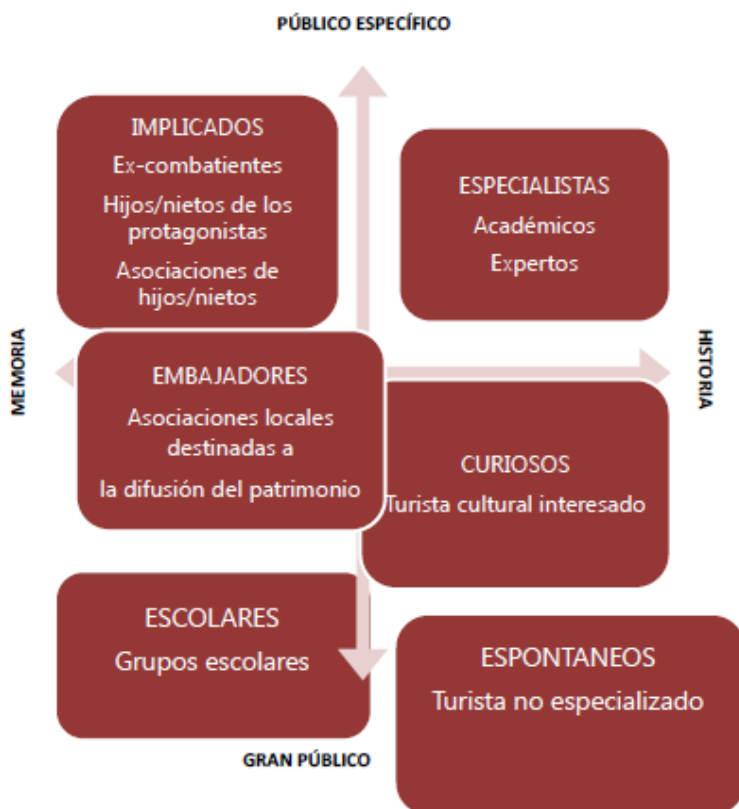 PÚBLICO ESPECÍFICO
IMPLICADOS
Ex-combatientes
Hijos/nietos de los
protagonistas
Asociaciones de
hijos/nietos
ESPECIALISTAS
Académicos
Expertos
MEMORIA
HISTORIA
EMBAJADORES
Asociaciones locales
destinadas a
la difusión del patrimonio
CURIOSOS
Turista cultural interesado
ESCOLARES
Grupos escolares
ESPONTANEOS
Turista no especializado
GRAN PÚBLICO